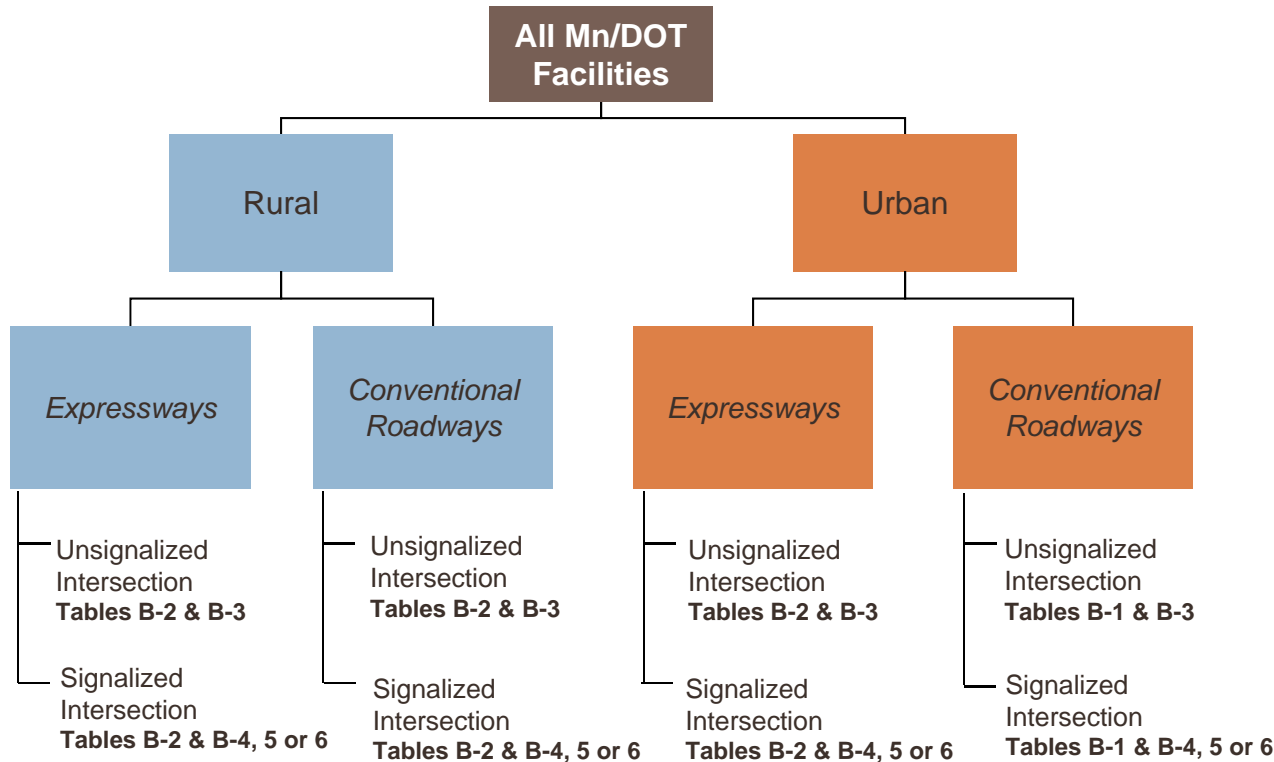 All Mn/DOT
Facilities
Rural
Urban
Expressways
Conventional
Roadways
Expressways
Conventional
Roadways
Unsignalized
Intersection
Tables B-2 & B-3
Signalized
Intersection
Tables B-2 & B-4, 5 or 6
Unsignalized
Intersection
Tables B-2 & B-3
Signalized
Intersection
Tables B-2 & B-4, 5 or 6
Unsignalized
Intersection
Tables B-2 & B-3
Signalized
Intersection
Tables B-2 & B-4, 5 or 6
Unsignalized
Intersection
Tables B-1 & B-3
Signalized
Intersection
Tables B-1 & B-4, 5 or 6